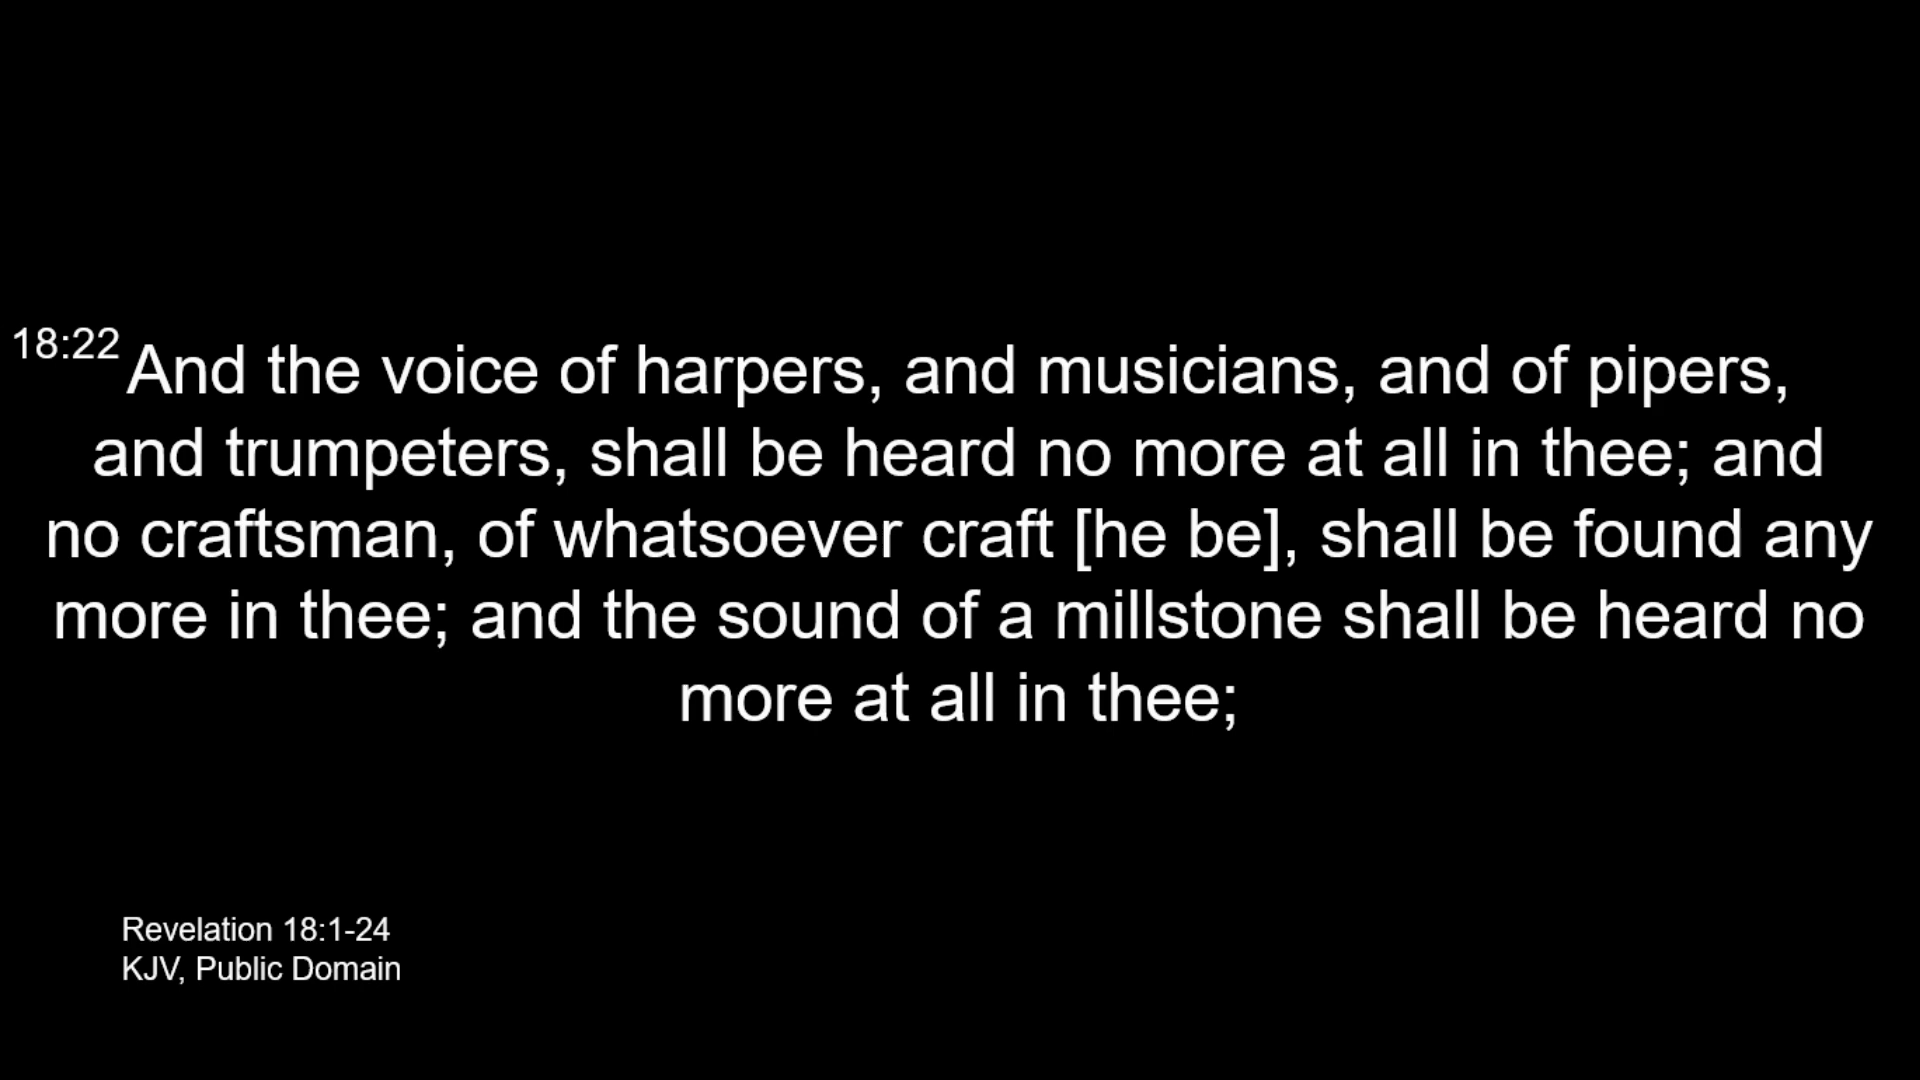 18:22 And the voice of harpers, and musicians, and of pipers,
and trumpeters, shall be heard no more at all in thee; and
no craftsman, of whatsoever craft [he be], shall be found any
more in thee; and the sound of a millstone shall be heard no
more at all in thee;
Revelation 18:1-24
KJV, Public Domain